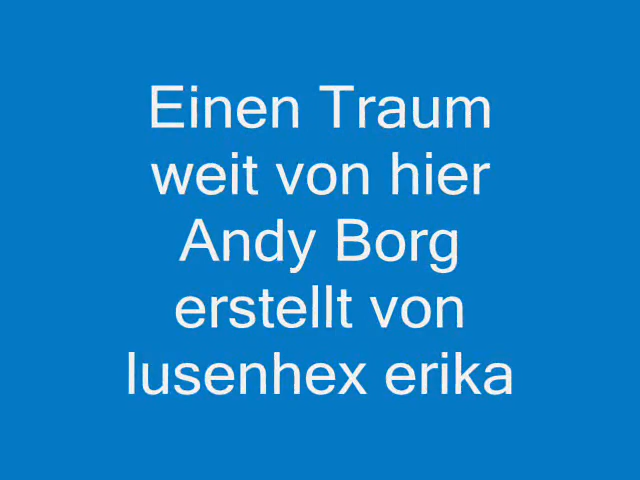 Einen Traum
weit von hier
Andy Borg
erstellt von
lusenhex erika